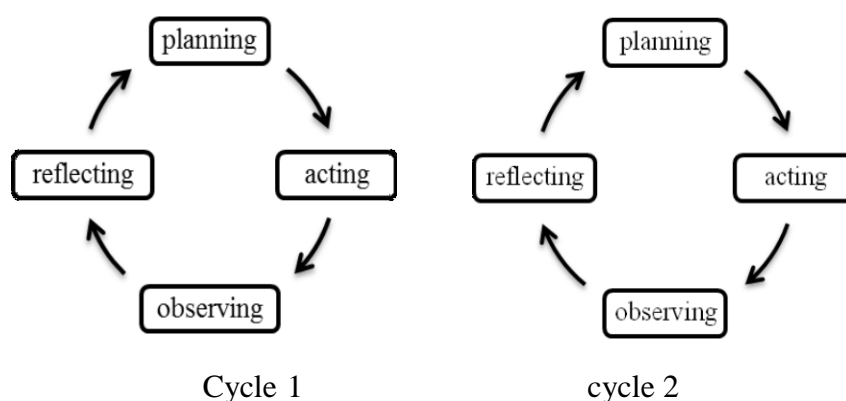 planning
planning
reflecting
acting
reflecting
acting
observing
observing
Cycle 1
cycle 2